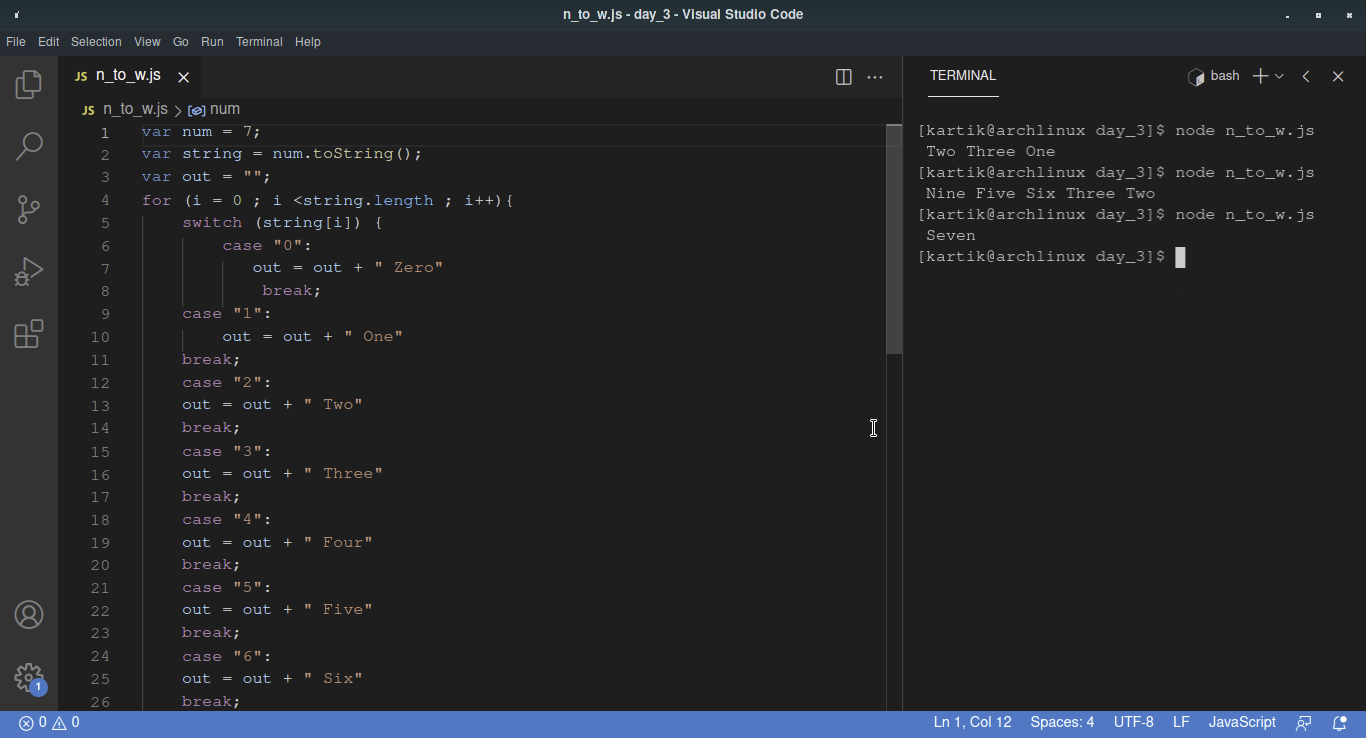 n_to_w.js - day_3 - Visual Studio Code
File Edit Selection View Go Run Terminal Help
JS n_to_w.js
JS n_to_w.js > num
1 var num = 7;
2 var string = num.toString();
3 var out = "";
4 for (i = 0 ; i <string.length ; i++){
5 switch (string[i]) {
6 case "0":
7 out = out + " Zero"
8 break;
9 case "1":
10 out = out + " One"
11 break;
12 case "2":
13 out = out + " Two"
14 break;
15 case "3":
16 out = out + " Three"
17 break;
18 case "4":
19 out = out + " Four"
20 break;
21 case "5":
22 out = out + " Five"
23 break;
24 case "6":
25 out = out + " Six"
26 break;
TERMINAL
bash
[kartik@archlinux day_3]$ node n_to_w.js
Two Three One
[kartik@archlinux day_3]$ node n_to_w.js
Nine Five Six Three Two
[kartik@archlinux day_3]$ node n_to_w.js
Seven
[kartik@archlinux day_3]$
1
0 0 Ln 1, Col 12 Spaces: 4 UTF-8 LF JavaScript